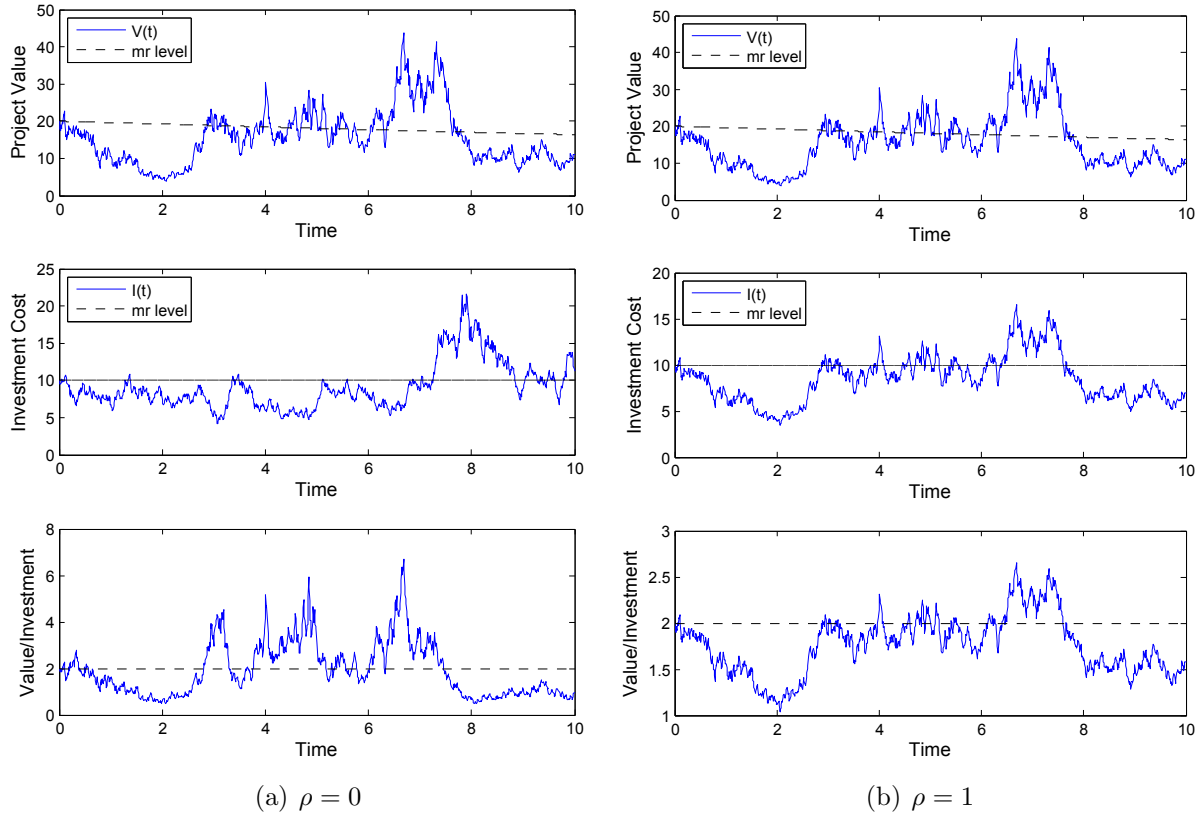 50
40
30
20
10
0
Project Value
V(t)
mr level
0 2 4 6 8 10
Time
25
20
15
10
5
0
Investment Cost
I(t)
mr level
0 2 4 6 8 10
Time
8
6
4
2
0
Value/Investment
0 2 4 6 8 10
Time
(a) ρ = 0
50
40
30
20
10
0
Project Value
V(t)
mr level
0 2 4 6 8 10
Time
20
15
10
5
0
Investment Cost
I(t)
mr level
0 2 4 6 8 10
Time
3
2.5
2
1.5
1
Value/Investment
0 2 4 6 8 10
Time
(b) ρ = 1